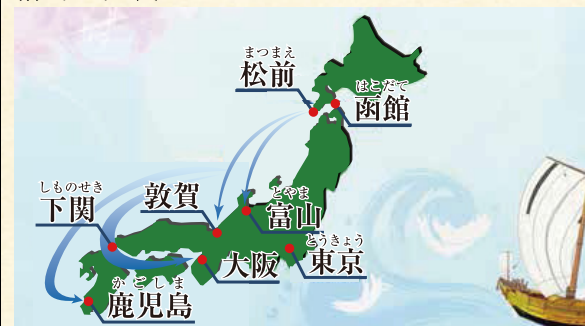 まつまえ
松前
はこだて
函館
しものせき
下関
敦賀
とやま
富山
とうきょう
東京
大阪
かごしま
鹿児島